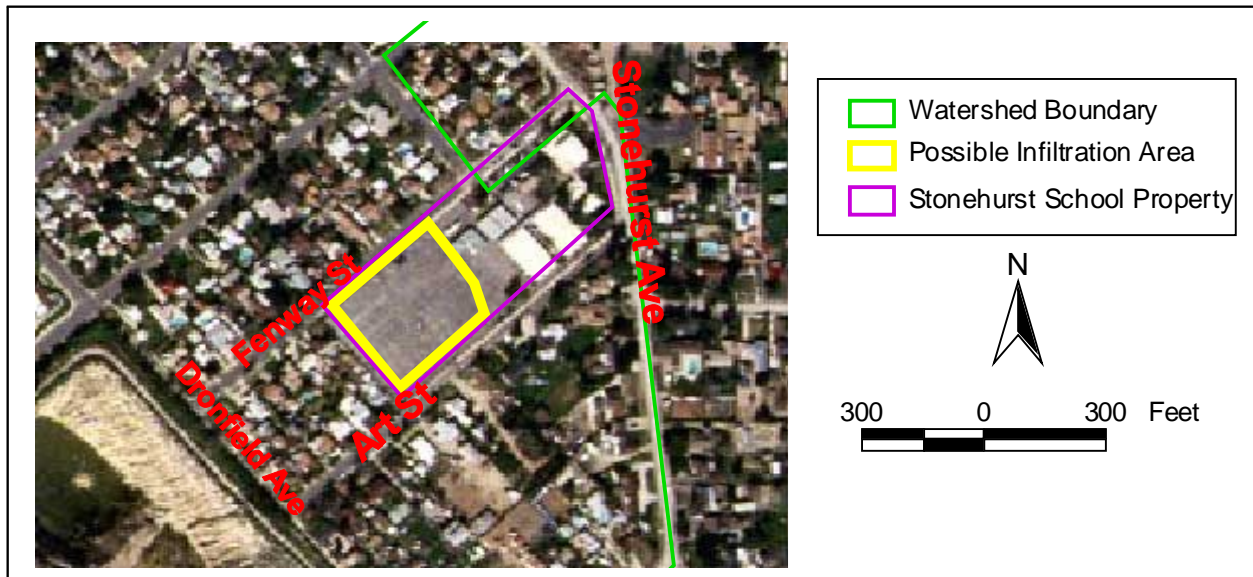 Stonehurst Ave
Fenway St
Dronfield Ave
Art St
Watershed Boundary
Possible Infiltration Area
Stonehurst School Property
N
300 0 300 Feet